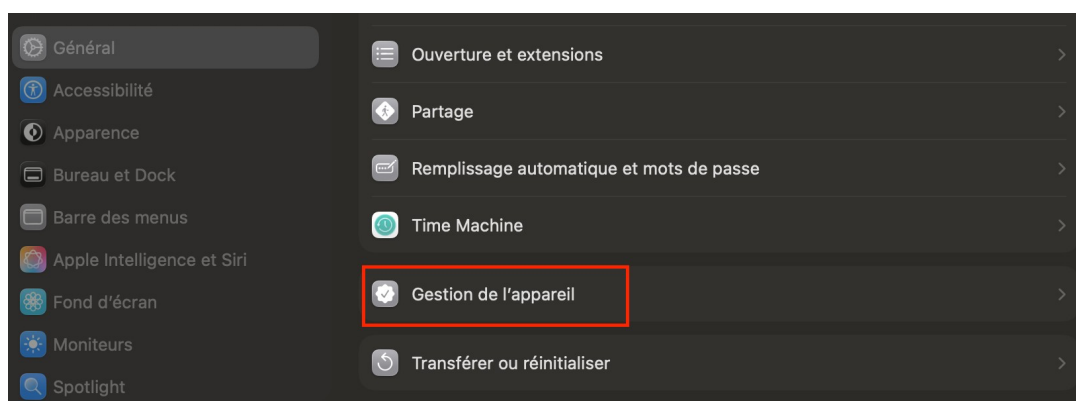 Général
Accessibilité
Apparence
Bureau et Dock
Barre des menus
Apple Intelligence et Siri
Fond d’écran
Moniteurs
Spotlight
Ouverture et extensions
Partage
Remplissage automatique et mots de passe
Time Machine
Gestion de l’appareil
Transférer ou réinitialiser